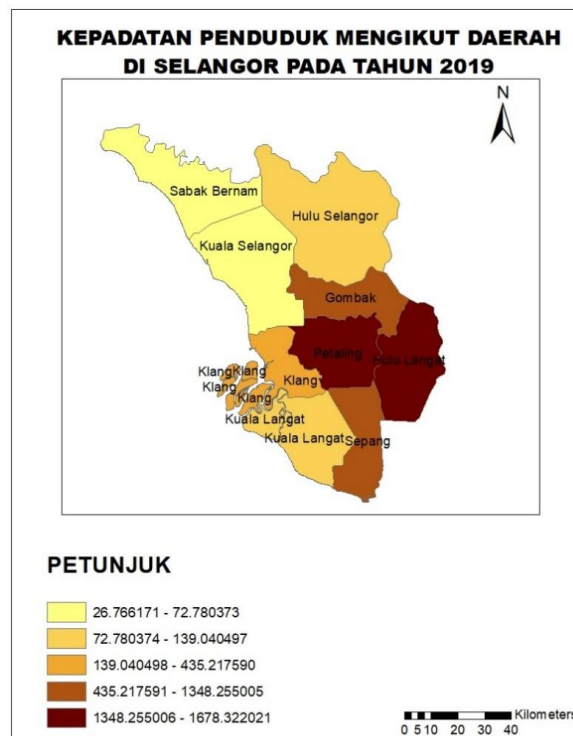 KEPADATAN PENDUDUK MENGIKUT DAERAH
DI SELANGOR PADA TAHUN 2019
N
Sabak Bernam
Hulu Selangor
Kuala Selangor
Gombak
Petaling
Hulu Langat
Klang
Klang
Klang
Klang
Klang
Kuala Langat
Kuala Langat
Sepang
PETUNJUK
26.766171 - 72.780373
72.780374 - 139.040497
139.040498 - 435.217590
435.217591 - 1348.255005
1348.255006 - 1678.322021
Kilometers
0 5 10 20 30 40